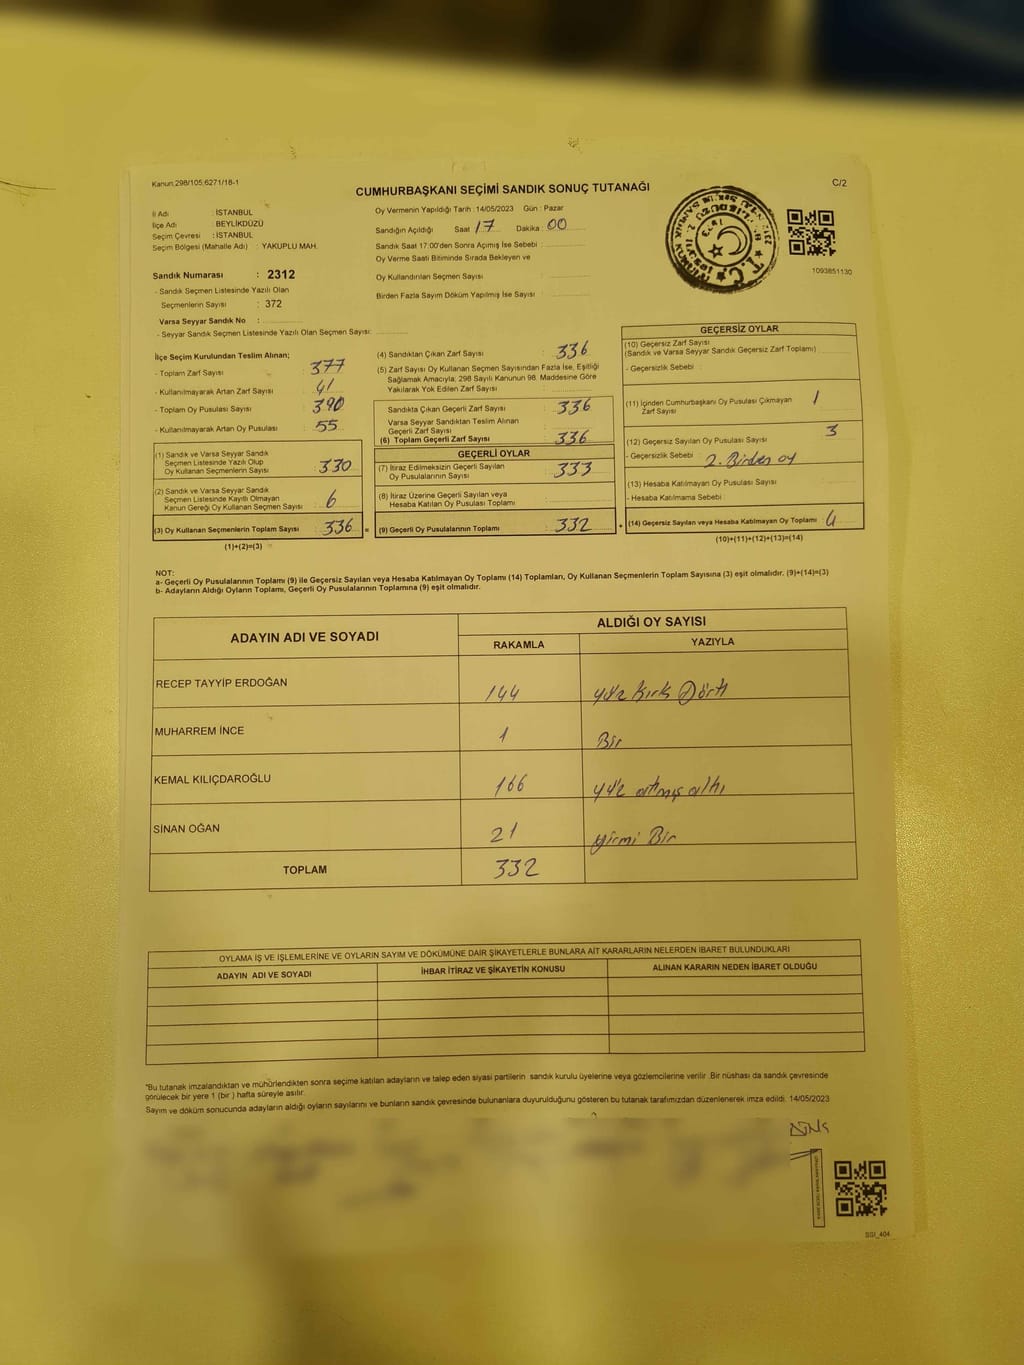 Kanun,298/105;6271/18-1
C/2
CUMHURBAŞKANI SEÇİMİ SANDIK SONUÇ TUTANAĞI
İl Adı : İSTANBUL
İlçe Adı : BEYLİKDÜZÜ
Seçim Çevresi : İSTANBUL
Seçim Bölgesi (Mahalle Adı) : YAKUPLU MAH.
Sandık Numarası : 2312
- Sandık Seçmen Listesinde Yazılı Olan
Seçmenlerin Sayısı : 372
Varsa Seyyar Sandık No :
- Seyyar Sandık Seçmen Listesinde Yazılı Olan Seçmen Sayısı:
Oy Vermenin Yapıldığı Tarih : 14/05/2023 Gün : Pazar
Sandığın Açıldığı Saat 17 Dakika : 00
Sandık Saat 17:00'den Sonra Açımış İse Sebebi :
Oy Verme Saati Bitiminde Sırada Bekleyen ve
Oy Kullandırılan Seçmen Sayısı :
Birden Fazla Sayım Döküm Yapılmış İse Sayısı :
1093851130
İlçe Seçim Kurulundan Teslim Alınan;
- Toplam Zarf Sayısı : 377
- Kullanılmayarak Artan Zarf Sayısı : 41
- Toplam Oy Pusulası Sayısı : 390
- Kullanılmayarak Artan Oy Pusulası : 55
(1) Sandık ve Varsa Seyyar Sandık
Seçmen Listesinde Yazılı Olup
Oy Kullanan Seçmenlerin Sayısı : 330
(2) Sandık ve Varsa Seyyar Sandık
Seçmen Listesinde Kayıtlı Olmayan
Kanun Gereği Oy Kullanan Seçmen Sayısı : 6
(3) Oy Kullanan Seçmenlerin Toplam Sayısı : 336 =
(1)+(2)=(3)
(4) Sandıktan Çıkan Zarf Sayısı : 336
(5) Zarf Sayısı Oy Kullanan Seçmen Sayısından Fazla İse, Eşitliği
Sağlamak Amacıyla; 298 Sayılı Kanunun 98. Maddesine Göre
Yakılarak Yok Edilen Zarf Sayısı :
Sandıkta Çıkan Geçerli Zarf Sayısı : 336
Varsa Seyyar Sandıktan Teslim Alınan
Geçerli Zarf Sayısı :
(6) Toplam Geçerli Zarf Sayısı : 336
GEÇERLİ OYLAR
(7) İtiraz Edilmeksizin Geçerli Sayılan
Oy Pusulasının Sayısı : 333
(8) İtiraz Üzerine Geçerli Sayılan veya
Hesaba Katılan Oy Pusulası Toplamı :
(9) Geçerli Oy Pusulalarının Toplamı : 332 +
GEÇERSİZ OYLAR
(10) Geçersiz Zarf Sayısı
(Sandık ve Varsa Seyyar Sandık Geçersiz Zarf Toplamı) :
- Geçersizlik Sebebi :
(11) İçinden Cumhurbaşkanı Oy Pusulası Çıkmayan : 1
Zarf Sayısı
(12) Geçersiz Sayılan Oy Pusulası Sayısı : 3
- Geçersizlik Sebebi : 2. Birden oy
(13) Hesaba Katılmayan Oy Pusulası Sayısı :
- Hesaba Katılmama Sebebi :
(14) Geçersiz Sayılan veya Hesaba Katılmayan Oy Toplamı : 4
(10)+(11)+(12)+(13)=(14)
NOT:
a- Geçerli Oy Pusulalarının Toplamı (9) ile Geçersiz Sayılan veya Hesaba Katılmayan Oy Toplamı (14) Toplamları, Oy Kullanan Seçmenlerin Toplam Sayısına (3) eşit olmalıdır. (9)+(14)=(3)
b- Adayların Aldığı Oyların Toplamı, Geçerli Oy Pusulalarının Toplamına (9) eşit olmalıdır.
ADAYIN ADI VE SOYADI
ALDIĞI OY SAYISI
RAKAMLA YAZIYLA
RECEP TAYYİP ERDOĞAN 144 yüz kırk Dört
MUHARREM İNCE 1 Bir
KEMAL KILIÇDAROĞLU 166 yüz atmış altı
SİNAN OĞAN 21 yirmi Bir
TOPLAM 332
OYLAMA İŞ VE İŞLEMLERİNE VE OYLARIN SAYIM VE DÖKÜMÜNE DAİR ŞİKAYETLERLE BUNLARA AİT KARARLARIN NELERDEN İBARET BULUNDUKLARI
ADAYIN ADI VE SOYADI İHBAR İTİRAZ VE ŞİKAYETİN KONUSU ALINAN KARARIN NEDEN İBARET OLDUĞU
"Bu tutanak imzalandıktan ve mühürlendikten sonra seçime katılan adayların ve talep eden siyasi partilerin sandık kurulu üyelerine veya gözlemcilerine verilir. Bir nüshası da sandık çevresinde
görülecek bir yere 1 (bir ) hafta süreyle asılır.
Sayım ve döküm sonucunda adayların aldığı oyların sayılarını ve bunların sandık çevresinde bulunanlara duyurulduğunu gösteren bu tutanak tarafımızdan düzenlenerek imza edildi. 14/05/2023
SGI_404